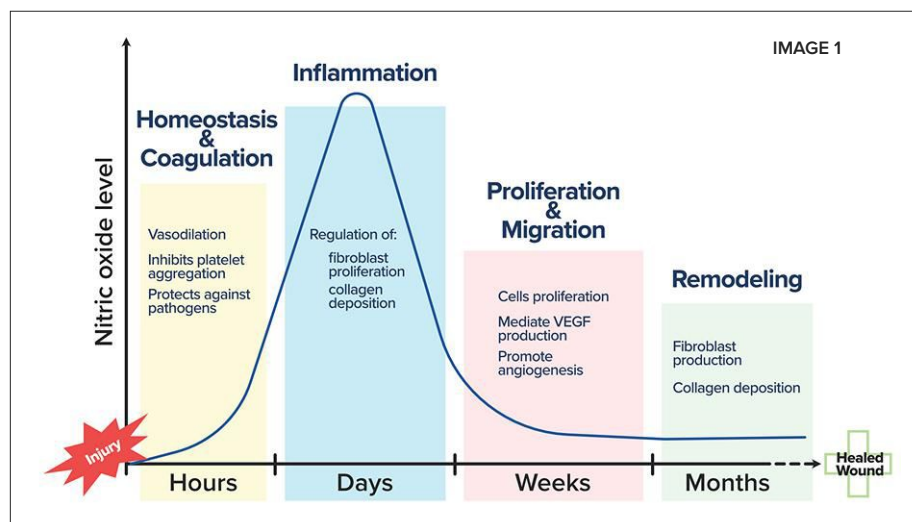 IMAGE 1
Nitric oxide level
Homeostasis
&
Coagulation
Vasodilation
Inhibits platelet
aggregation
Protects against
pathogens
Inflammation
Regulation of:
fibroblast
proliferation
collagen
deposition
Proliferation
&
Migration
Cells proliferation
Mediate VEGF
production
Promote
angiogenesis
Remodeling
Fibroblast
production
Collagen deposition
Injury
Hours
Days
Weeks
Months
Healed
Wound